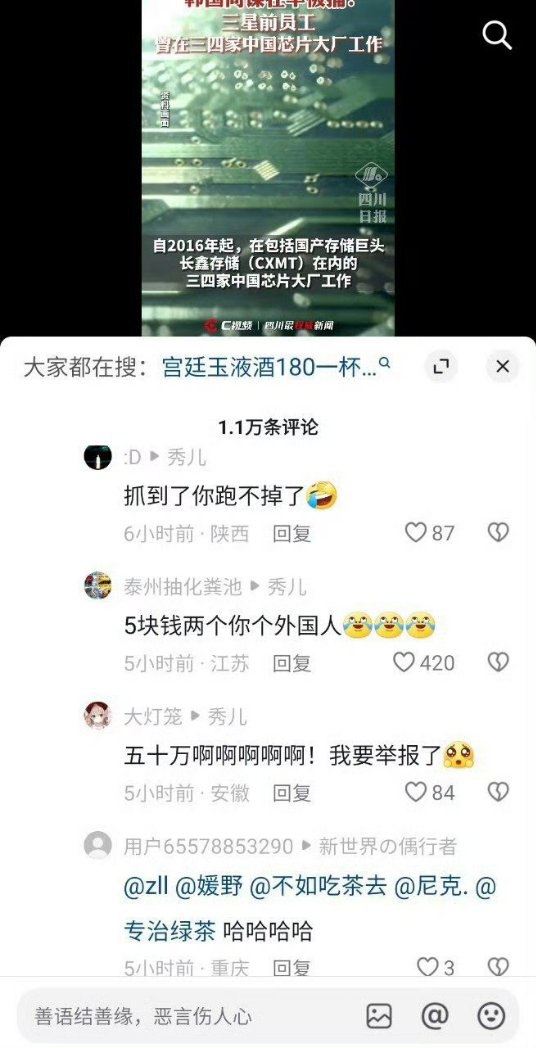 韩国间谍在华被捕：
三星前员工
曾在三四家中国芯片大厂工作
资料画面
四川
日报
自2016年起，在包括国产存储巨头
长鑫存储（CXMT）在内的
三四家中国芯片大厂工作
C视频 | 四川最在现新闻
大家都在搜：宫廷玉液酒180一杯...
1.1万条评论
:D ▸ 秀儿
抓到了你跑不掉了🤣
6小时前 · 陕西 回复 87
泰州抽化粪池 ▸ 秀儿
5块钱两个你个外国人😂😂😂
5小时前 · 江苏 回复 420
大灯笼 ▸ 秀儿
五十万啊啊啊啊啊！我要举报了🥺
5小时前 · 安徽 回复 84
用户65578853290 ▸ 新世界の偶行者
@zll @媛野 @不如吃茶去 @尼克. @
专治绿茶 哈哈哈哈
5小时前 · 重庆 回复 3
善语结善缘，恶言伤人心